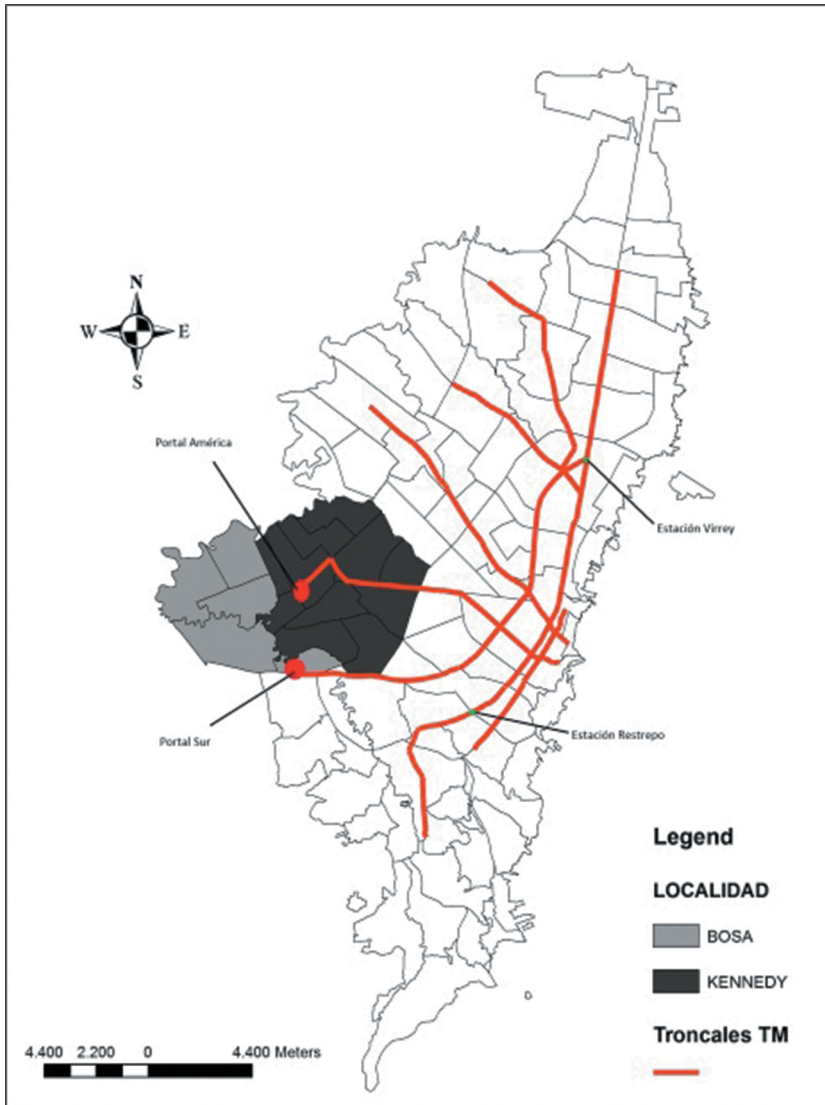 N
W E
S
Portal América
Estación Virrey
Portal Sur
Estación Restrepo
Legend
LOCALIDAD
BOSA
KENNEDY
Troncales TM
4.400 2.200 0 4.400 Meters